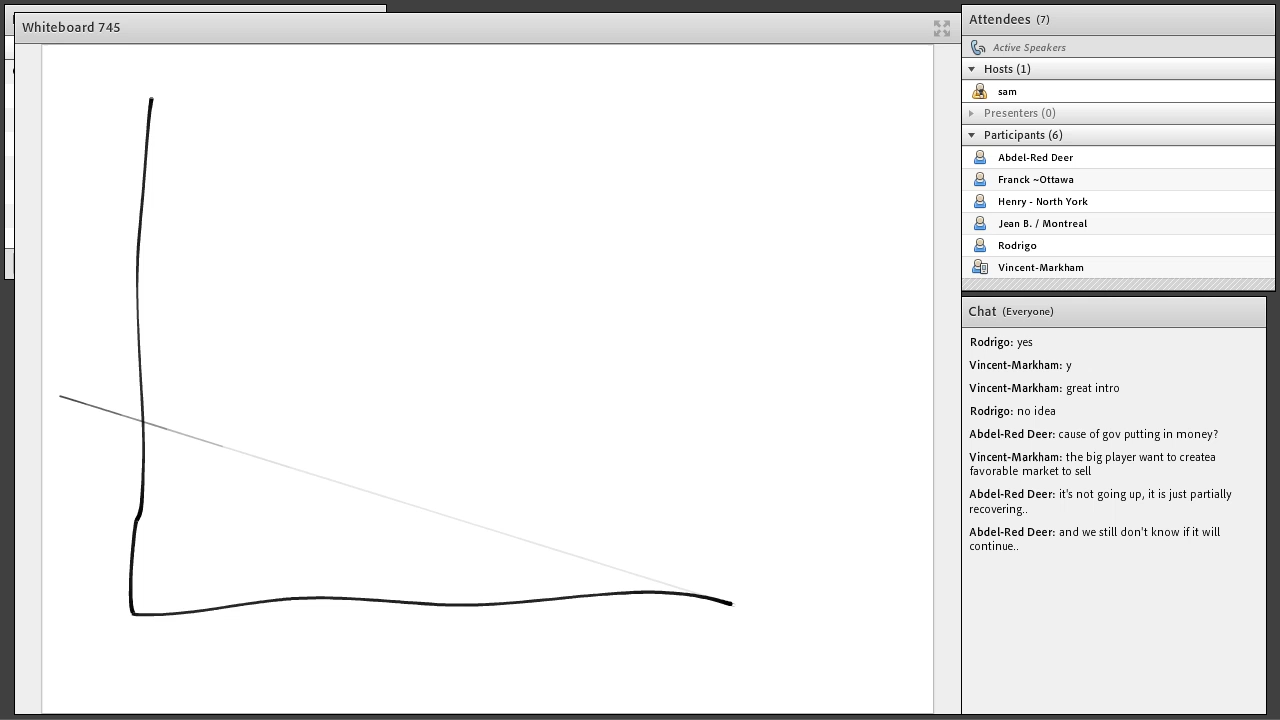 Whiteboard 745
Attendees (7)
Active Speakers
Hosts (1)
sam
Presenters (0)
Participants (6)
Abdel-Red Deer
Franck ~Ottawa
Henry - North York
Jean B. / Montreal
Rodrigo
Vincent-Markham
Chat (Everyone)
Rodrigo: yes
Vincent-Markham: y
Vincent-Markham: great intro
Rodrigo: no idea
Abdel-Red Deer: cause of gov putting in money?
Vincent-Markham: the big player want to createa
favorable market to sell
Abdel-Red Deer: it's not going up, it is just partially
recovering..
Abdel-Red Deer: and we still don't know if it will
continue..